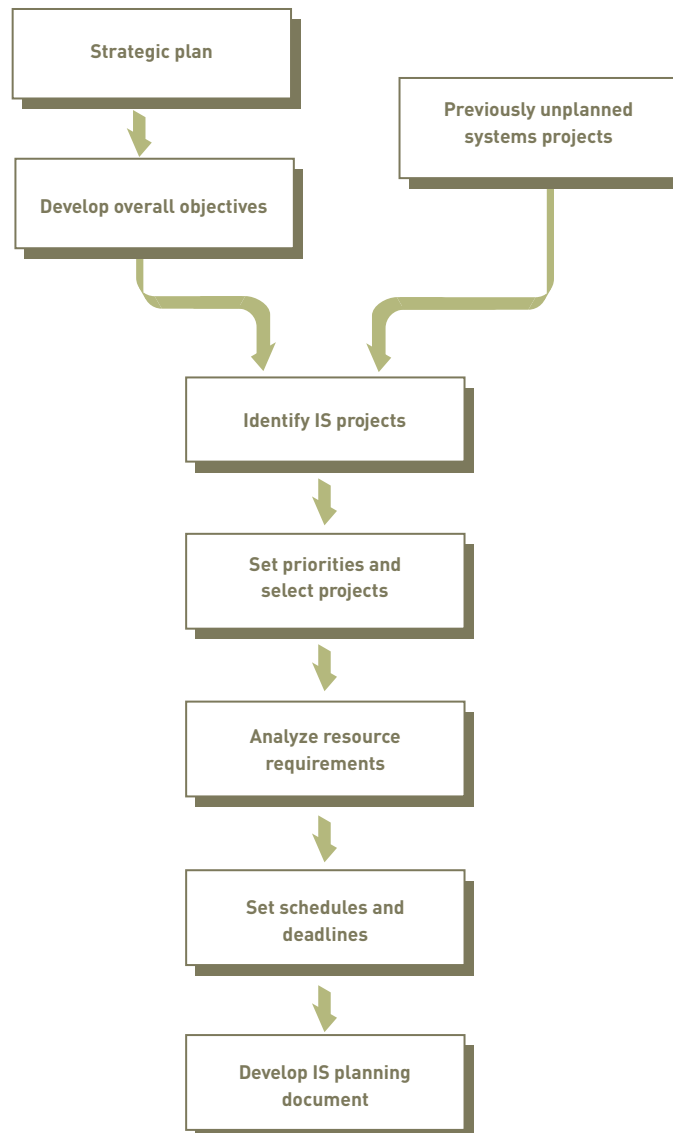 Strategic plan
Previously unplanned
systems projects
Develop overall objectives
Identify IS projects
Set priorities and
select projects
Analyze resource
requirements
Set schedules and
deadlines
Develop IS planning
document